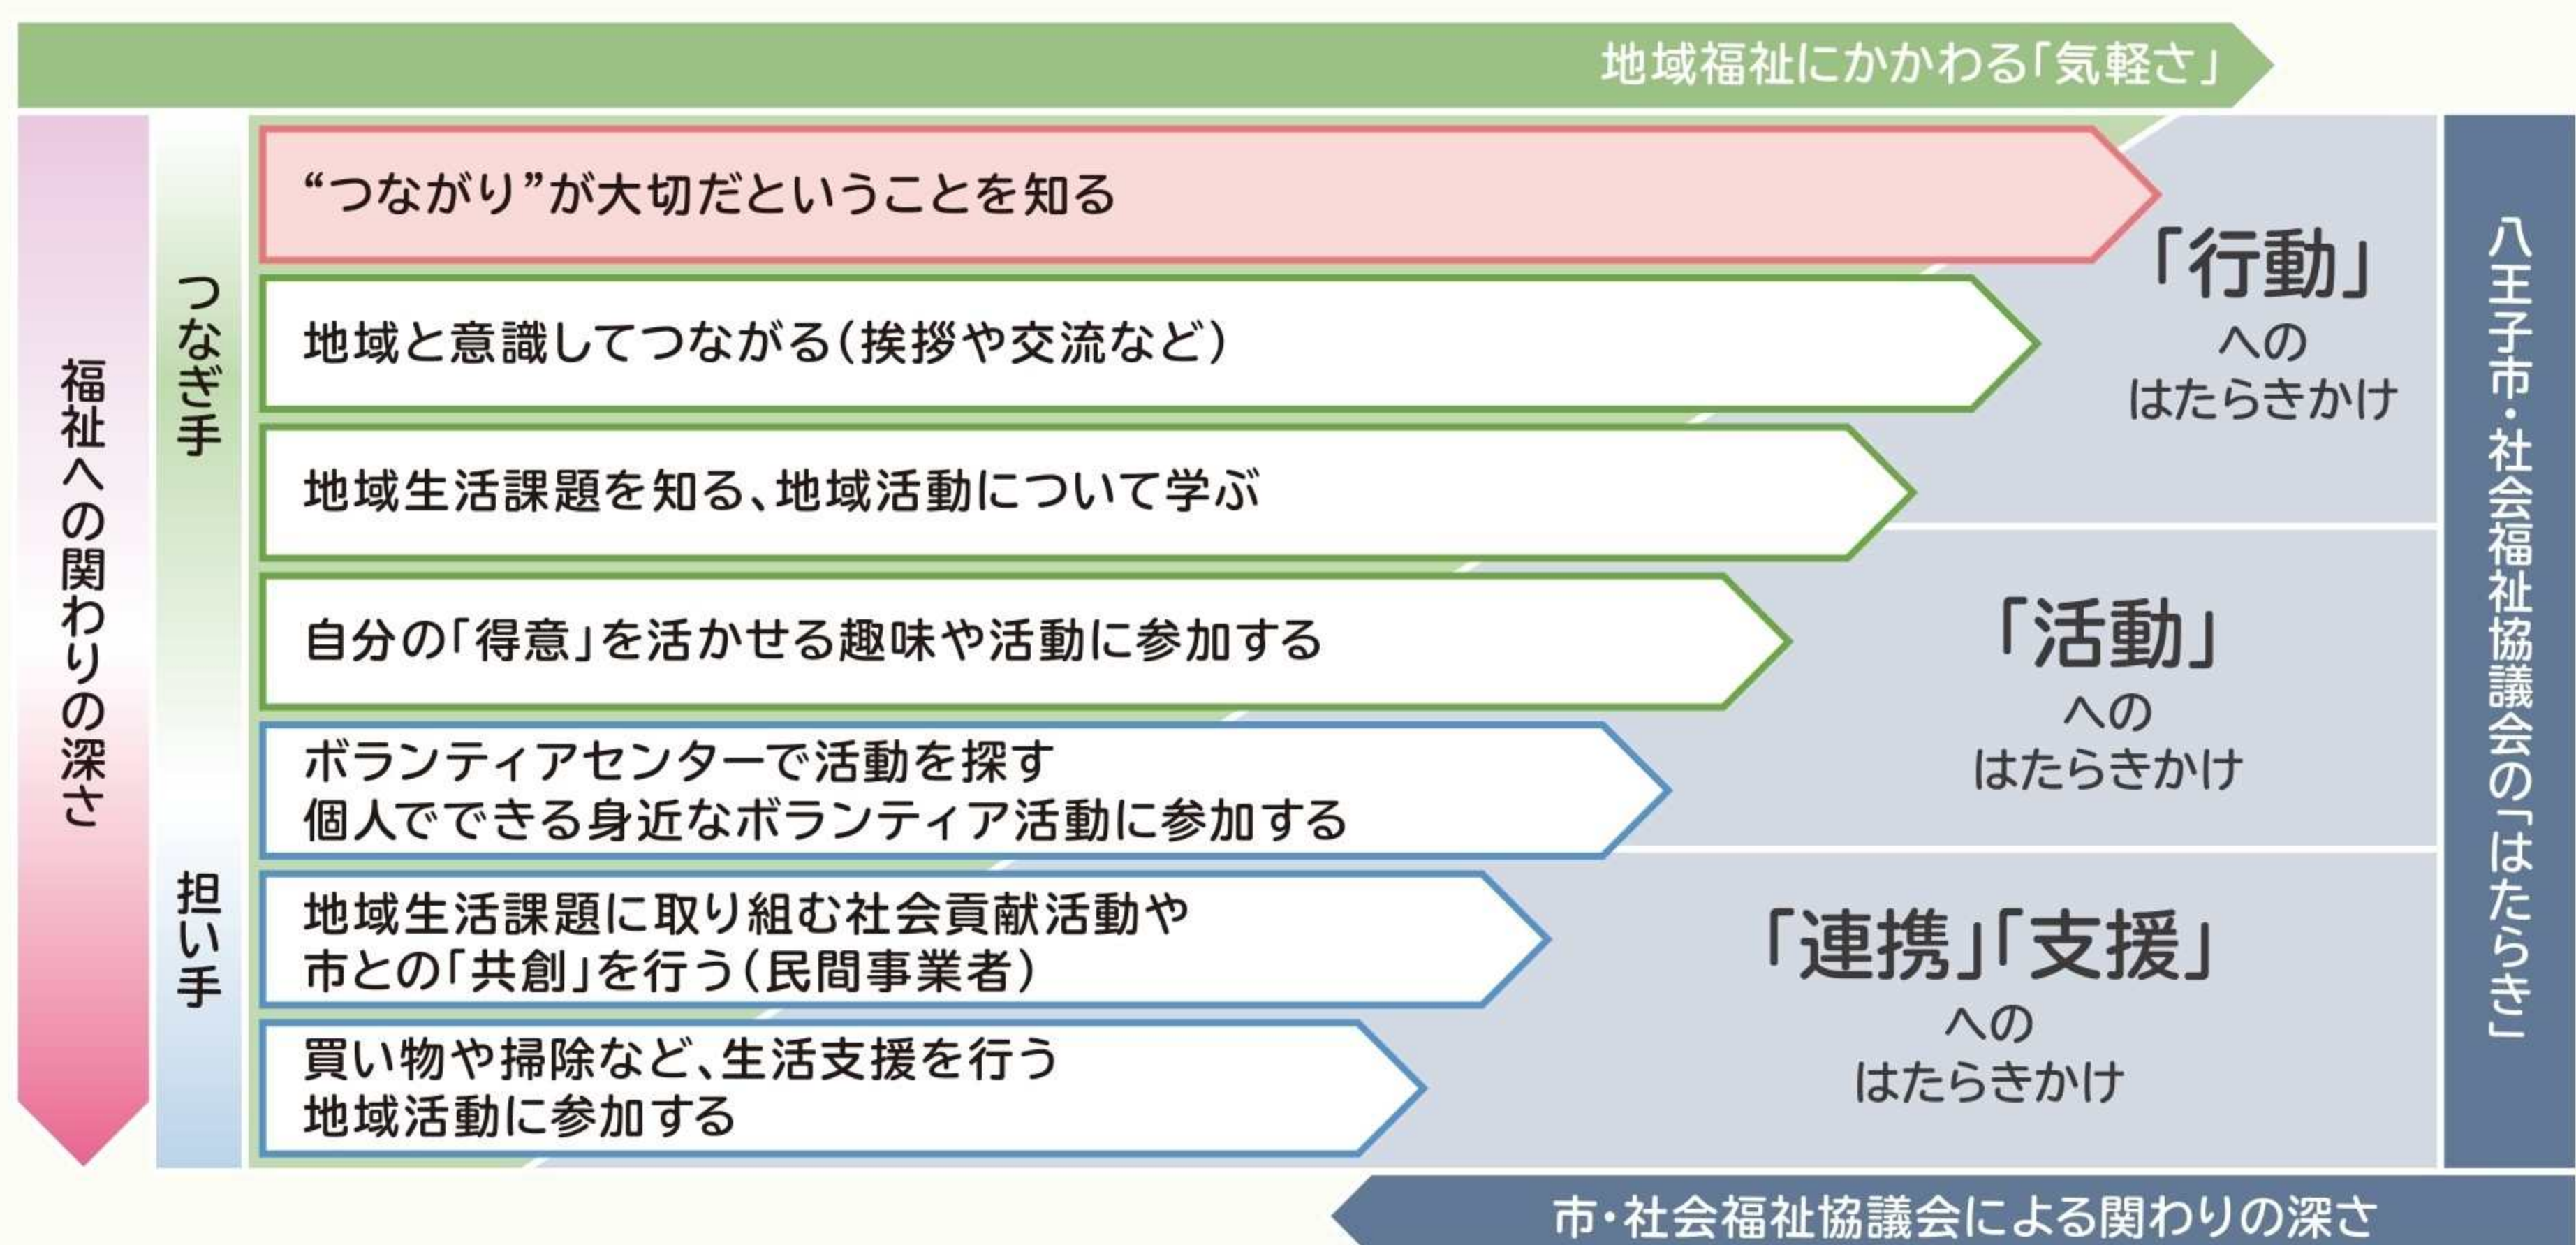 地域福祉にかかわる「気軽さ」
福祉への関わりの深さ
つなぎ手
担い手
“つながり”が大切だということを知る
地域と意識してつながる(挨拶や交流など)
地域生活課題を知る、地域活動について学ぶ
自分の「得意」を活かせる趣味や活動に参加する
ボランティアセンターで活動を探す
個人でできる身近なボランティア活動に参加する
地域生活課題に取り組む社会貢献活動や
市との「共創」を行う(民間事業者)
買い物や掃除など、生活支援を行う
地域活動に参加する
「行動」
への
はたらきかけ
「活動」
への
はたらきかけ
「連携」「支援」
への
はたらきかけ
八王子市・社会福祉協議会の「はたらき」
市・社会福祉協議会による関わりの深さ